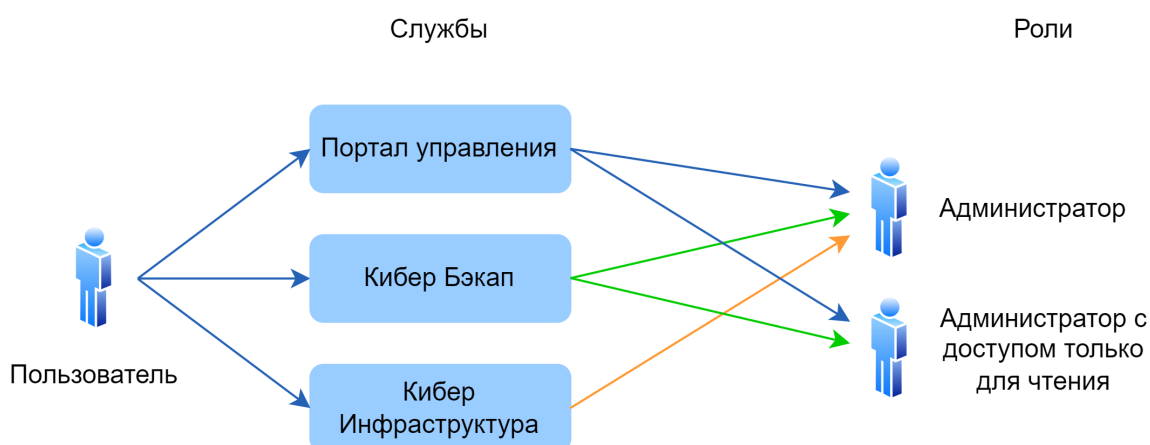 Службы
Роли
Портал управления
Администратор
Кибер Бэкап
Администратор с
доступом только
для чтения
Пользователь
Кибер
Инфраструктура